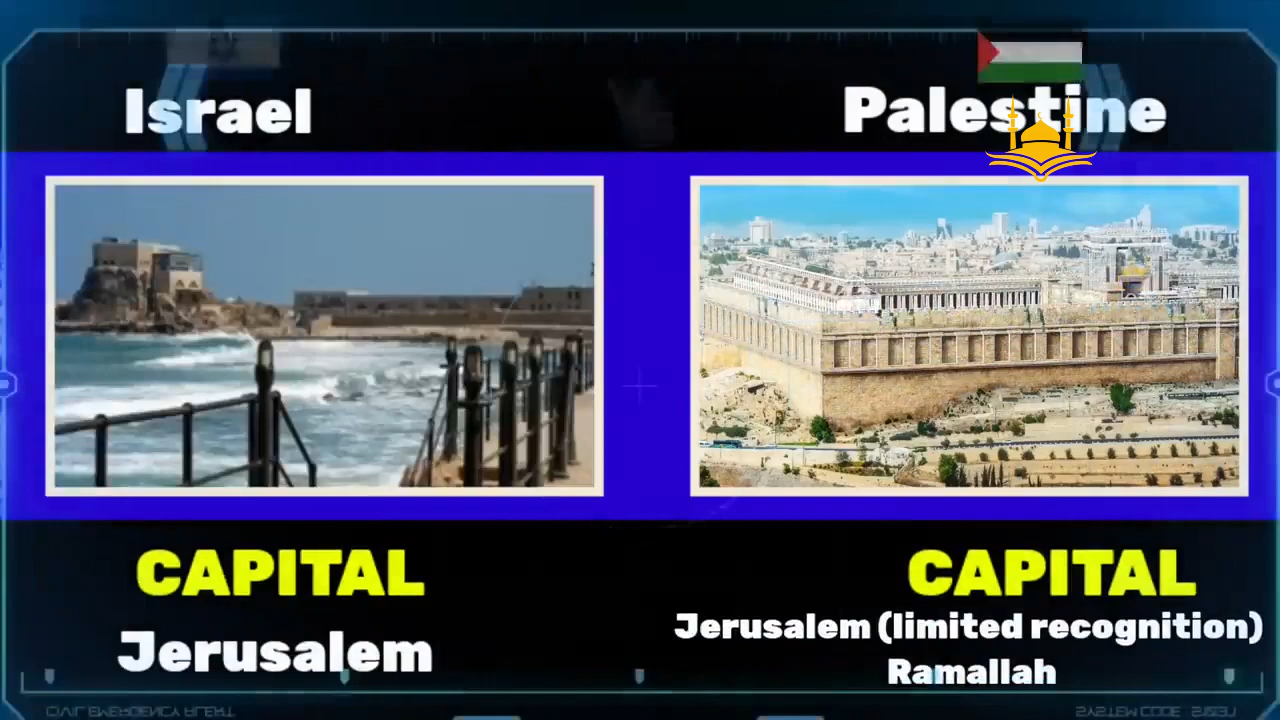 Israel
Palestine
CAPITAL
CAPITAL
Jerusalem
Jerusalem (limited recognition)
Ramallah